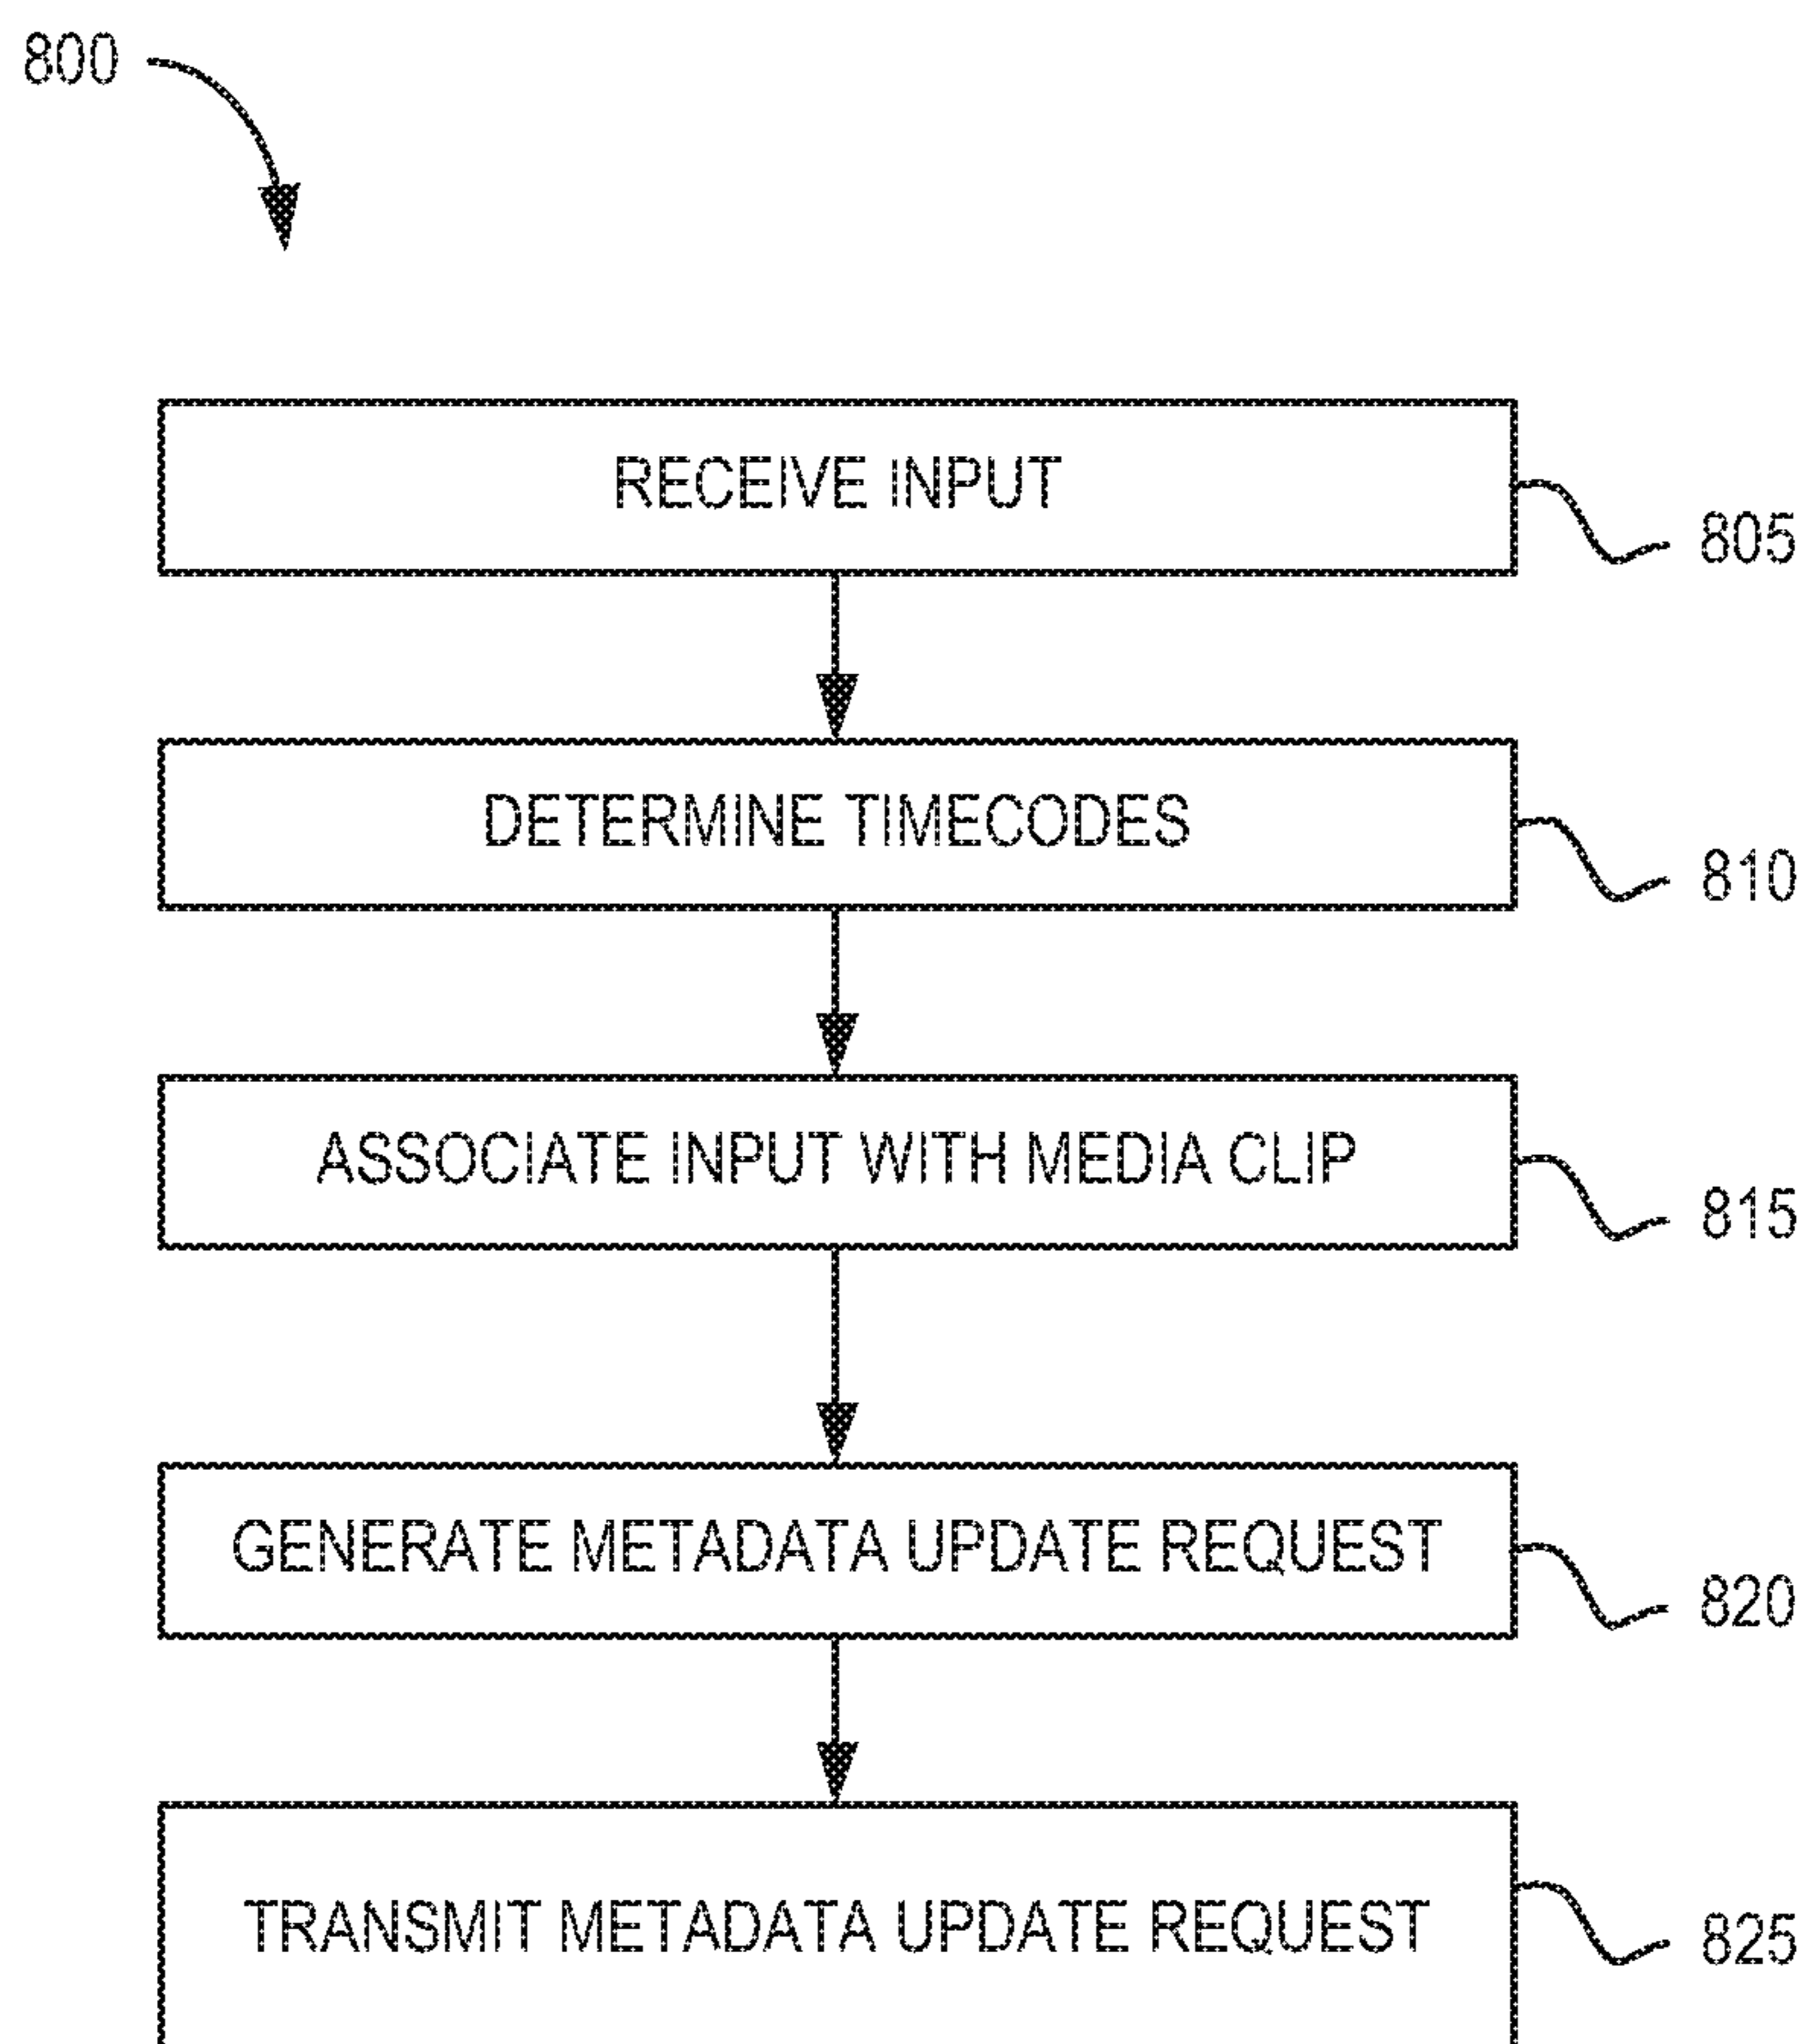 800
RECEIVE INPUT
805
DETERMINE TIMECODES
810
ASSOCIATE INPUT WITH MEDIA CLIP
815
GENERATE METADATA UPDATE REQUEST
820
TRANSMIT METADATA UPDATE REQUEST
825